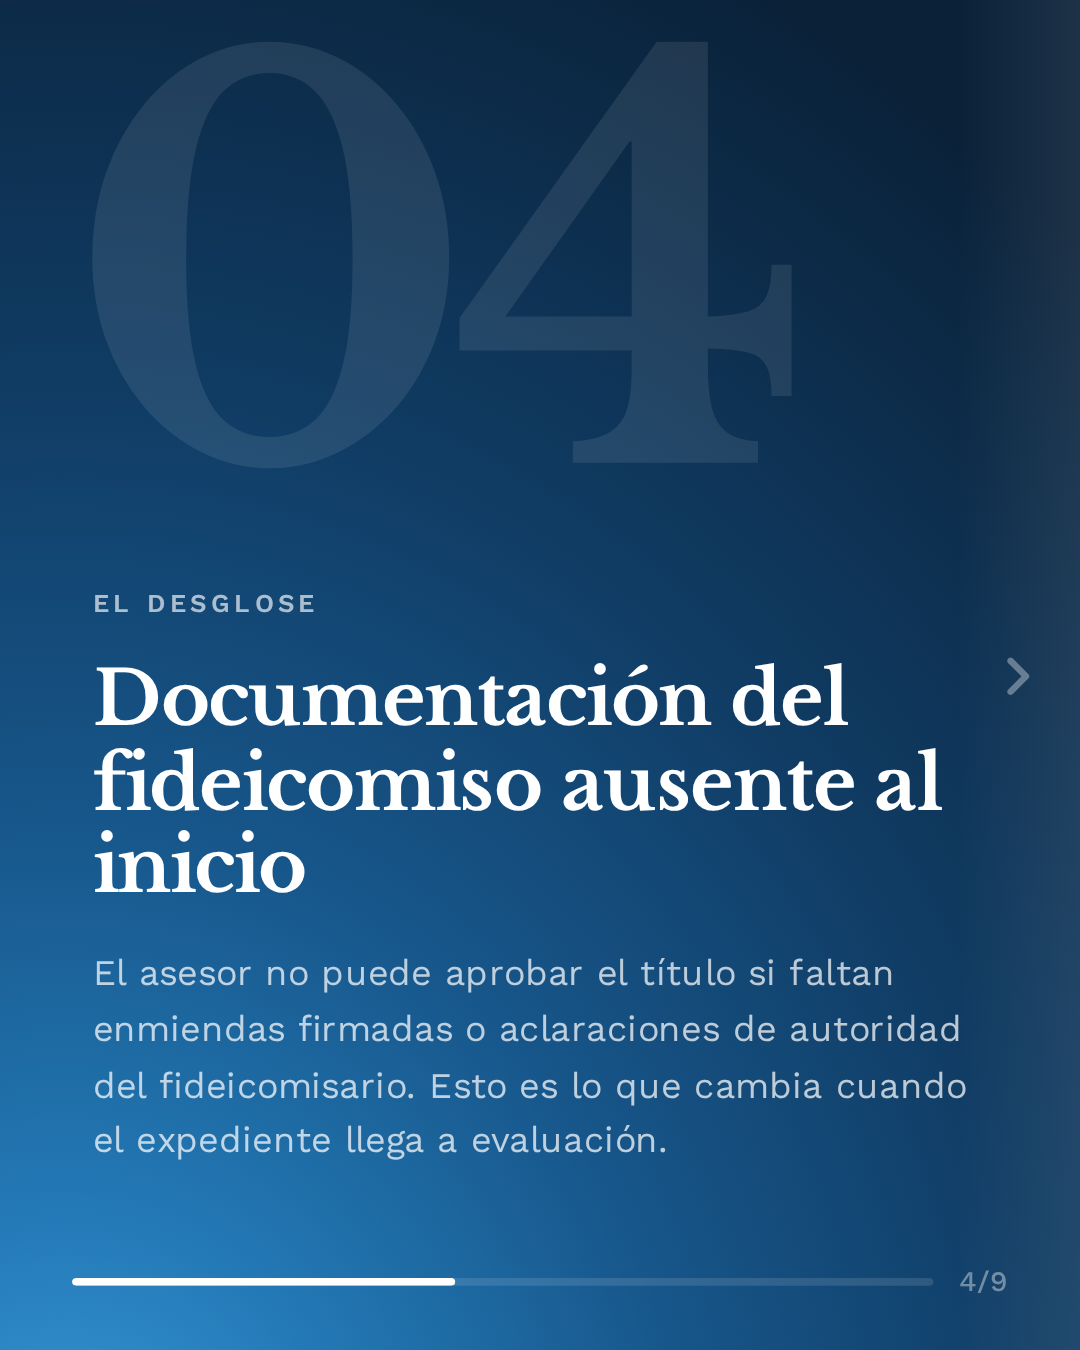 04
EL DESGLOSE
Documentación del
fideicomiso ausente al
inicio
El asesor no puede aprobar el título si faltan
enmiendas firmadas o aclaraciones de autoridad
del fideicomisario. Esto es lo que cambia cuando
el expediente llega a evaluación.
4/9